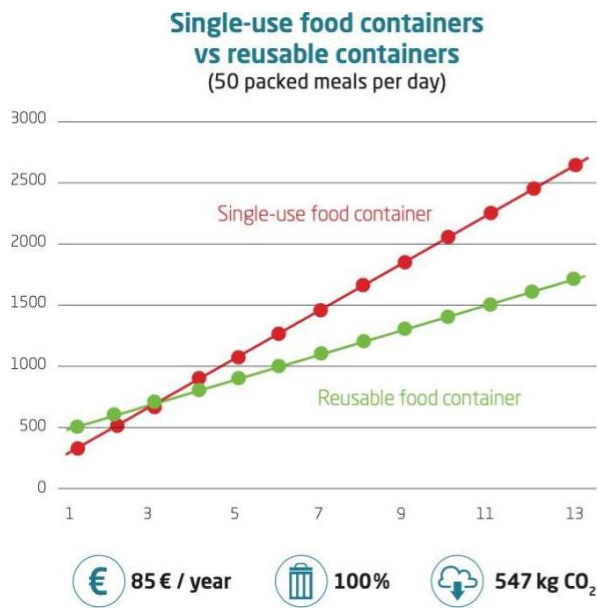 Single-use food containers
vs reusable containers
(50 packed meals per day)
3000
2500
Single-use food container
2000
1500
1000
Reusable food container
500
0
1 3 5 7 9 11 13
€ 85 € / year 100% 547 kg CO₂